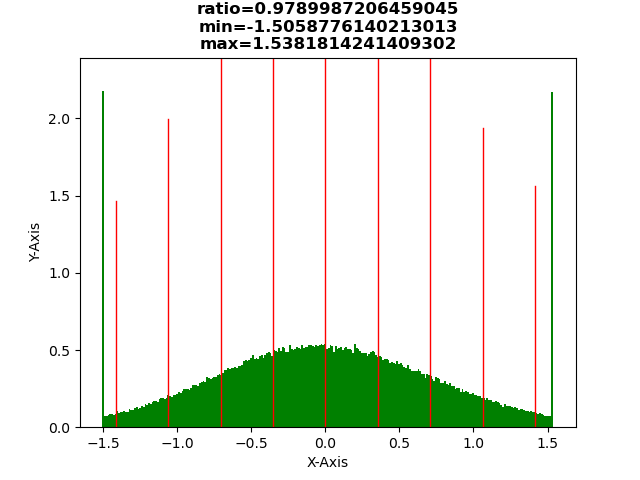 ratio=0.9789987206459045
min=-1.5058776140213013
max=1.5381814241409302
2.0
1.5
1.0
0.5
0.0
Y-Axis
−1.5 −1.0 −0.5 0.0 0.5 1.0 1.5
X-Axis